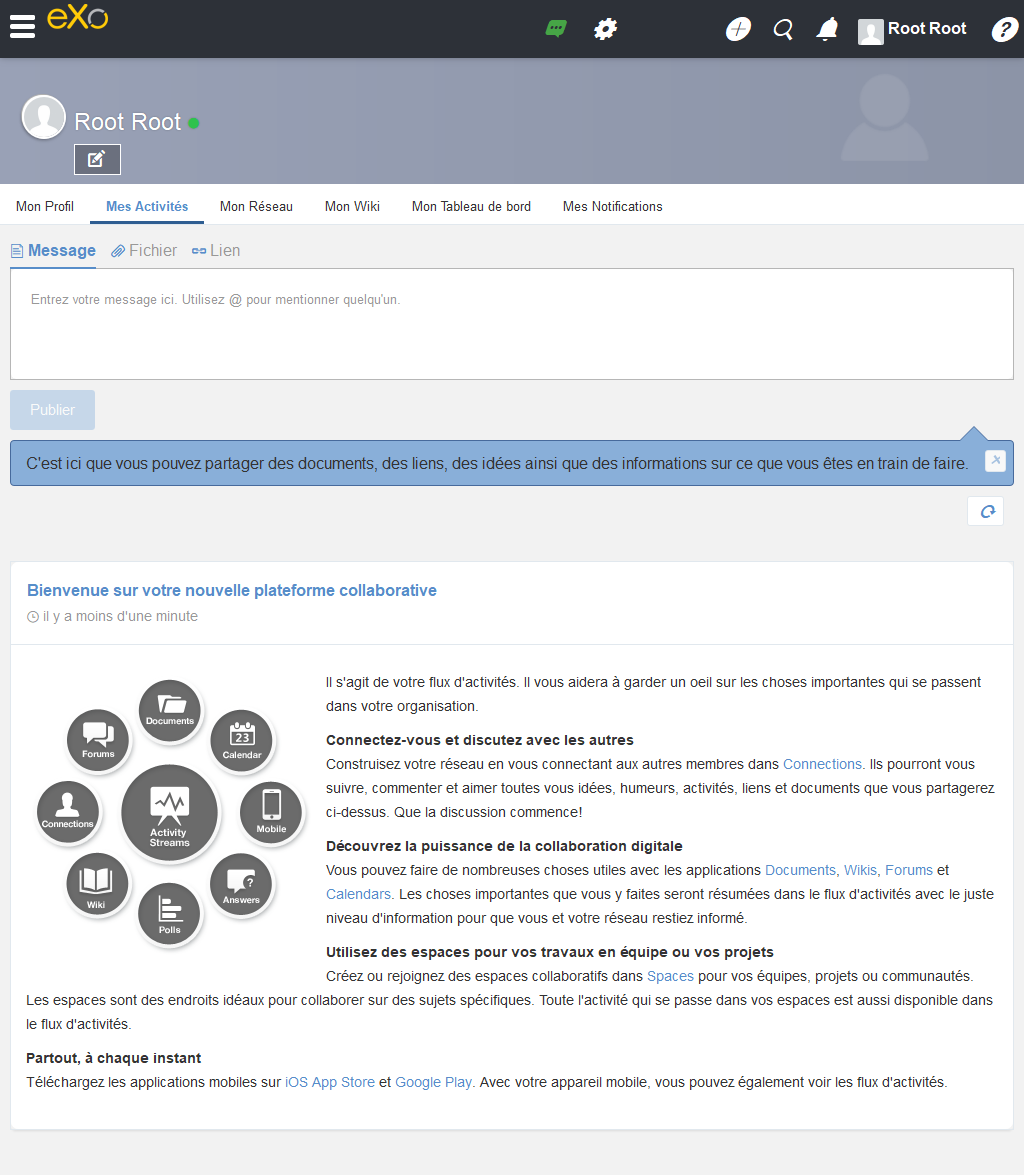 eXo
Root Root
?
Root Root
Mon Profil
Mes Activités
Mon Réseau
Mon Wiki
Mon Tableau de bord
Mes Notifications
Message
Fichier
Lien
Entrez votre message ici. Utilisez @ pour mentionner quelqu'un.
Publier
C'est ici que vous pouvez partager des documents, des liens, des idées ainsi que des informations sur ce que vous êtes en train de faire.
Bienvenue sur votre nouvelle plateforme collaborative
il y a moins d'une minute
Documents
Forums
23
Calendar
Connections
Activity
Streams
Mobile
Wiki
?
Answers
Polls
Il s'agit de votre flux d'activités. Il vous aidera à garder un oeil sur les choses importantes qui se passent
dans votre organisation.
Connectez-vous et discutez avec les autres
Construisez votre réseau en vous connectant aux autres membres dans Connections. Ils pourront vous
suivre, commenter et aimer toutes vous idées, humeurs, activités, liens et documents que vous partagerez
ci-dessus. Que la discussion commence!
Découvrez la puissance de la collaboration digitale
Vous pouvez faire de nombreuses choses utiles avec les applications Documents, Wikis, Forums et
Calendars. Les choses importantes que vous y faites seront résumées dans le flux d'activités avec le juste
niveau d'information pour que vous et votre réseau restiez informé.
Utilisez des espaces pour vos travaux en équipe ou vos projets
Créez ou rejoignez des espaces collaboratifs dans Spaces pour vos équipes, projets ou communautés.
Les espaces sont des endroits idéaux pour collaborer sur des sujets spécifiques. Toute l'activité qui se passe dans vos espaces est aussi disponible dans
le flux d'activités.
Partout, à chaque instant
Téléchargez les applications mobiles sur iOS App Store et Google Play. Avec votre appareil mobile, vous pouvez également voir les flux d'activités.